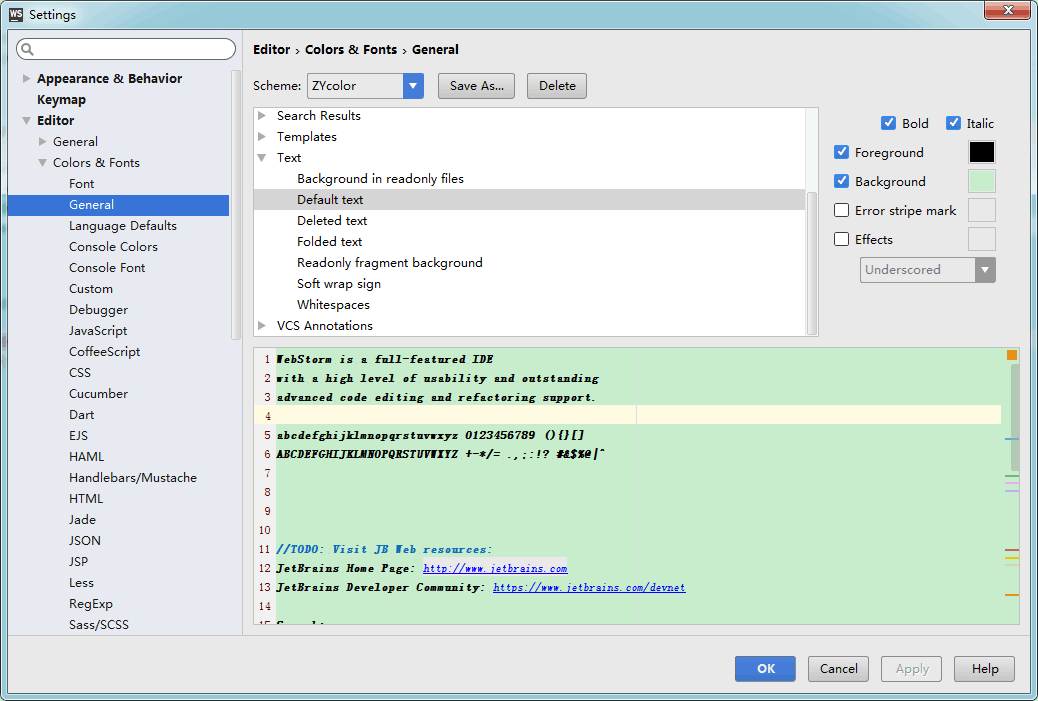 WS Settings
Editor › Colors & Fonts › General
Scheme: ZYcolor Save As... Delete
Appearance & Behavior
Keymap
Editor
General
Colors & Fonts
Font
General
Language Defaults
Console Colors
Console Font
Custom
Debugger
JavaScript
CoffeeScript
CSS
Cucumber
Dart
EJS
HAML
Handlebars/Mustache
HTML
Jade
JSON
JSP
Less
RegExp
Sass/SCSS
Search Results
Templates
Text
Background in readonly files
Default text
Deleted text
Folded text
Readonly fragment background
Soft wrap sign
Whitespaces
VCS Annotations
Bold Italic
Foreground
Background
Error stripe mark
Effects
Underscored
1 WebStorm is a full-featured IDE
2 with a high level of usability and outstanding
3 advanced code editing and refactoring support.
4
5 abcdefghijklmnopqrstuvwxyz 0123456789 (){}[]
6 ABCDEFGHIJKLMNOPQRSTUVWXYZ +-*/= .,;:!? #&$%@|^
7
8
9
10
11 //TODO: Visit JB Web resources:
12 JetBrains Home Page: http://www.jetbrains.com
13 JetBrains Developer Community: https://www.jetbrains.com/devnet
14
15
OK Cancel Apply Help